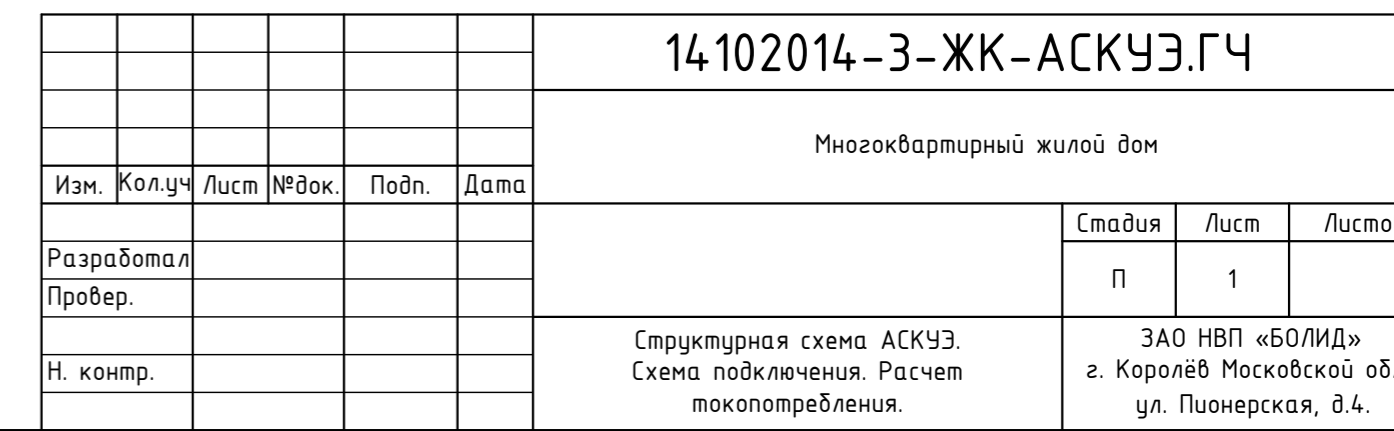 14102014-3-ЖК-АСКУЭ.ГЧ
Многоквартирный жилой дом
Изм. Кол.уч Лист №док. Подп. Дата
Стадия Лист
Разработал
П 1
Провер.
Структурная схема АСКУЭ.
Схема подключения. Расчет
токопотребления.
ЗАО НВП «БОЛИД»
г. Королёв Московской
ул. Пионерская, д.4.
Н. контр.